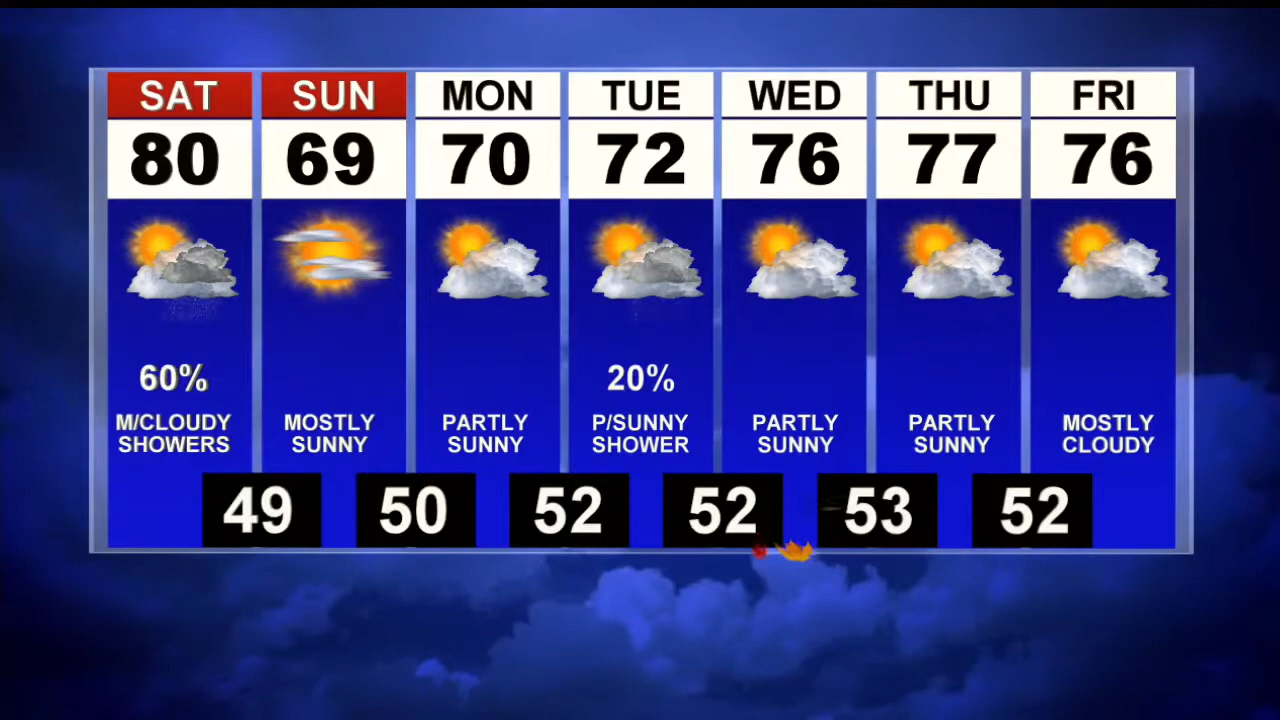 SAT SUN MON TUE WED THU FRI
80 69 70 72 76 77 76
60% 20%
M/CLOUDY MOSTLY PARTLY P/SUNNY PARTLY PARTLY MOSTLY
SHOWERS SUNNY SUNNY SHOWER SUNNY SUNNY CLOUDY
49 50 52 52 53 52